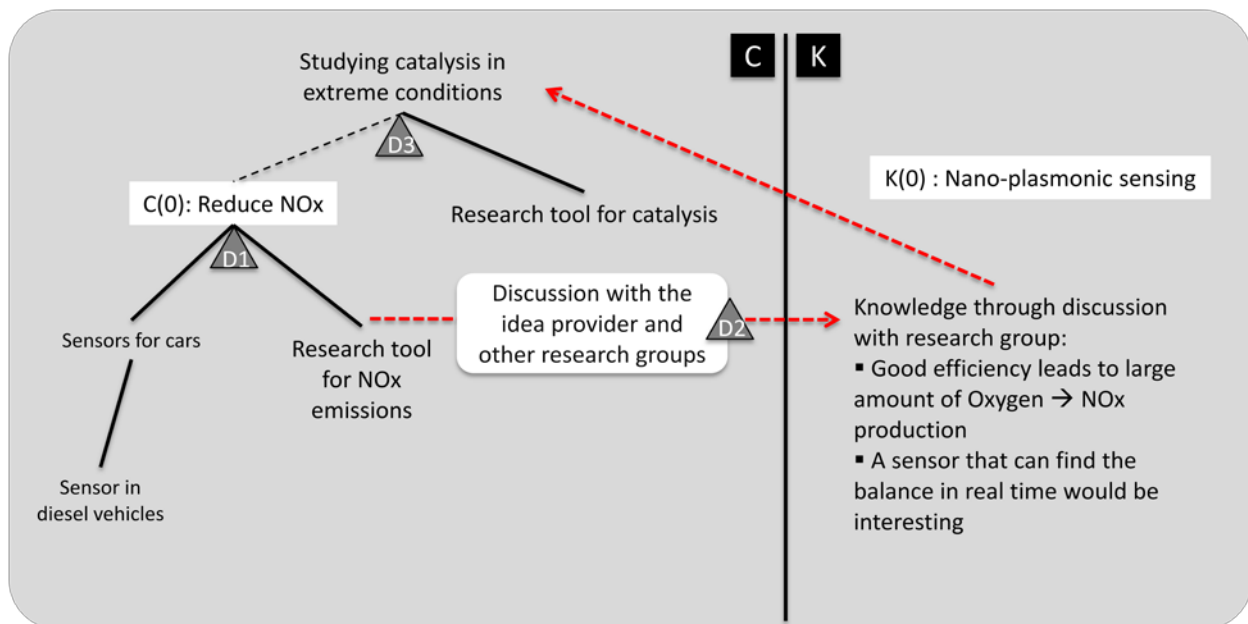 Studying catalysis in
extreme conditions
C
K
D3
K(0) : Nano-plasmonic sensing
C(0): Reduce NOx
Research tool for catalysis
D1
Discussion with the
idea provider and
other research groups
D2
Sensors for cars
Research tool
for NOx
emissions
Knowledge through discussion
with research group:
▪ Good efficiency leads to large
amount of Oxygen → NOx
production
▪ A sensor that can find the
balance in real time would be
interesting
Sensor in
diesel vehicles